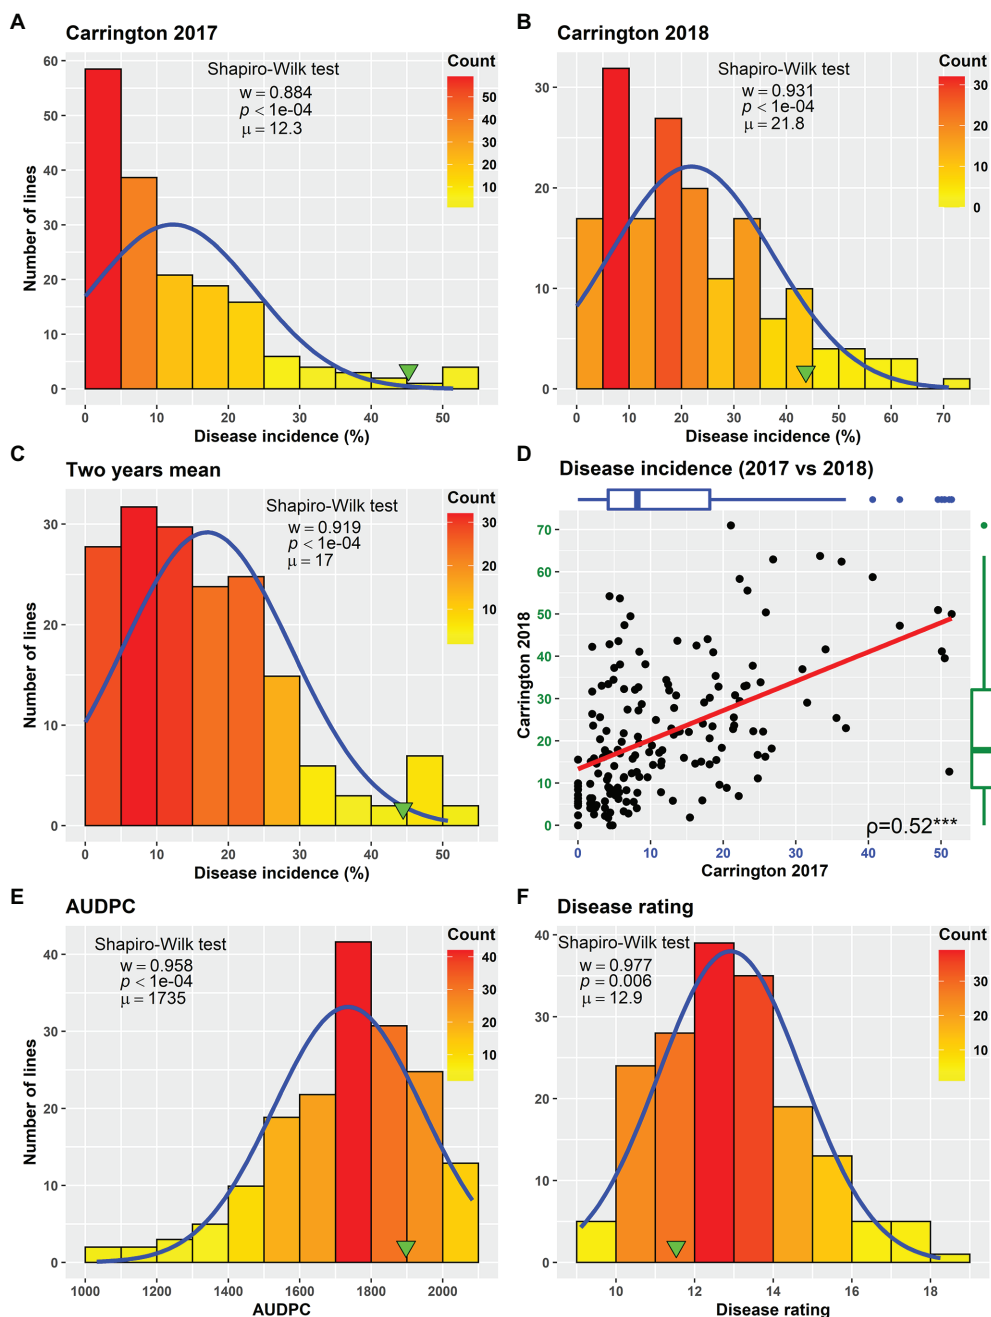 A
Carrington 2017
Shapiro-Wilk test
w = 0.884
p < 1e-04
μ = 12.3
Count
50
40
30
20
10
Number of lines
60
50
40
30
20
10
0
0 10 20 30 40 50
Disease incidence (%)
B
Carrington 2018
Shapiro-Wilk test
w = 0.931
p < 1e-04
μ = 21.8
Count
30
20
10
0
30
20
10
0
0 10 20 30 40 50 60 70
Disease incidence (%)
C
Two years mean
Shapiro-Wilk test
w = 0.919
p < 1e-04
μ = 17
Count
30
20
10
Number of lines
30
20
10
0
0 10 20 30 40 50
Disease incidence (%)
D
Disease incidence (2017 vs 2018)
Carrington 2018
70
60
50
40
30
20
10
0
ρ=0.52***
0 10 20 30 40 50
Carrington 2017
E
AUDPC
Shapiro-Wilk test
w = 0.958
p < 1e-04
μ = 1735
Count
40
30
20
10
Number of lines
40
30
20
10
0
1000 1200 1400 1600 1800 2000
AUDPC
F
Disease rating
Shapiro-Wilk test
w = 0.977
p = 0.006
μ = 12.9
Count
30
20
10
40
30
20
10
0
10 12 14 16 18
Disease rating